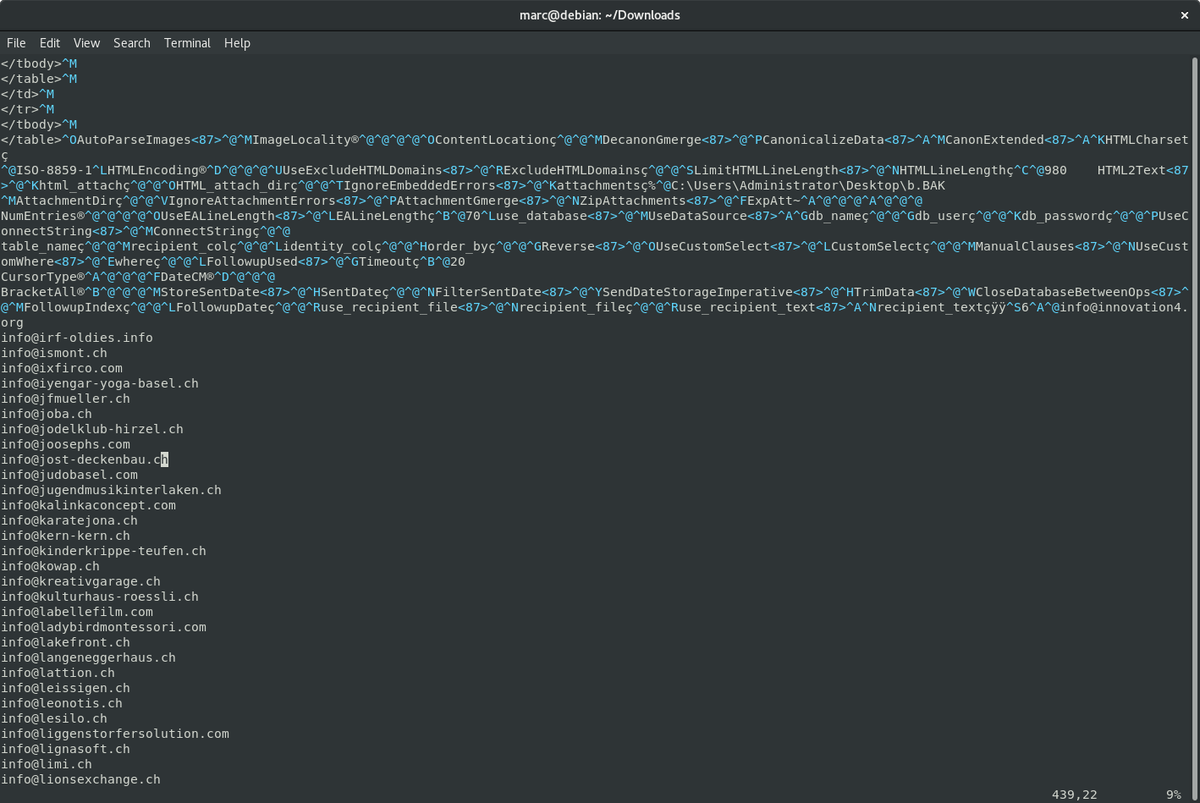 marc@debian: ~/Downloads
×
File Edit View Search Terminal Help
</tbody>^M
</table>^M
</td>^M
</tr>^M
</tbody^M
</table>^OAutoParseImages<87>^@^MImageLocality®^@^@^@^@^OContentLocationç^@^@^MDecanonGmerge<87>^@^PCanonicalizeData<87>^A^MCanonExtended<87>^A^KHTMLCharset
ç
^@ISO-8859-1^LHTMLEncoding®^D^@^@^@^UUseExcludeHTMLDomains<87>^@^RExcludeHTMLDomainsç^@^@^SLimitHTMLLineLength<87>^@^NHTMLLineLengthç^C^@980    HTML2Text<87
>^@^Khtml_attachç^@^@^OHTML_attach_dirç^@^@^TIgnoreEmbeddedErrors<87>^@^Kattachmentsç%^@C:\Users\Administrator\Desktop\b.BAK
^MAttachmentDirç^@^@^VIgnoreAttachmentErrors<87>^@^PAttachmentGmerge<87>^@^NZipAttachments<87>^@^FExpAtt~^A^@^@^@^A^@^@^@
NumEntries®^@^@^@^@^OUseEALineLength<87>^@^LEALineLengthç^B^@70^Luse_database<87>^@^MUseDataSource<87>^A^Gdb_nameç^@^@^Gdb_userç^@^@^Kdb_passwordç^@^@^PUseC
onnectString<87>^@^MConnectStringç^@^@
table_nameç^@^@^Mrecipient_colç^@^@^Lidentity_colç^@^@^Horder_byç^@^@^GReverse<87>^@^OUseCustomSelect<87>^@^LCustomSelectç^@^@^MManualClauses<87>^@^NUseCust
omWhere<87>^@^Ewhereç^@^@^LFollowupUsed<87>^@^GTimeoutç^B^@20
CursorType®^A^@^@^@^FDateCM®^D^@^@^@
BracketAll®^B^@^@^@^MStoreSentDate<87>^@^HSentDateç^@^@^NFilterSentDate<87>^@^YSendDateStorageImperative<87>^@^HTrimData<87>^@^WCloseDatabaseBetweenOps<87>^
@^MFollowupIndexç^@^@^LFollowupDateç^@^@^Ruse_recipient_file<87>^@^Nrecipient_fileç^@^@^Ruse_recipient_text<87>^A^Nrecipient_textçÿÿ^S6^A^@info@innovation4.
org
info@irf-oldies.info
info@ismont.ch
info@ixfirco.com
info@iyengar-yoga-basel.ch
info@jfmueller.ch
info@joba.ch
info@jodelklub-hirzel.ch
info@joosephs.com
info@jost-deckenbau.ch
info@judobasel.com
info@jugendmusikinterlaken.ch
info@kalinkaconcept.com
info@karatejona.ch
info@kern-kern.ch
info@kinderkrippe-teufen.ch
info@kowap.ch
info@kreativgarage.ch
info@kulturhaus-roessli.ch
info@labellefilm.com
info@ladybirdmontessori.com
info@lakefront.ch
info@langeneggerhaus.ch
info@lattion.ch
info@leissigen.ch
info@leonotis.ch
info@lesilo.ch
info@liggenstorfersolution.com
info@lignasoft.ch
info@limi.ch
info@lionsexchange.ch
439,22 9%